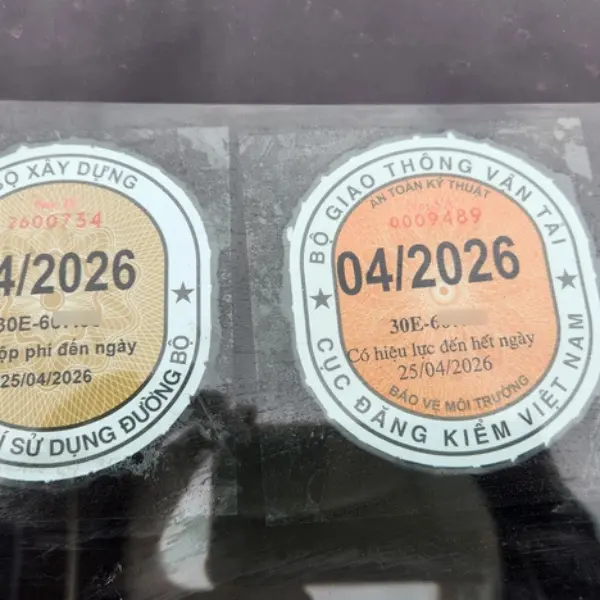 BỘ XÂY DỰNG
2600734
4/2026
30E-6
ộp phí đến ngày
25/04/2026
Í SỬ DỤNG ĐƯỜNG BỘ
BỘ GIAO THÔNG VẬN TẢI
AN TOÀN KỸ THUẬT
0009489
04/2026
30E-6
Có hiệu lực đến hết ngày
25/04/2026
BẢO VỆ MÔI TRƯỜNG
CỤC ĐĂNG KIỂM VIỆT NAM